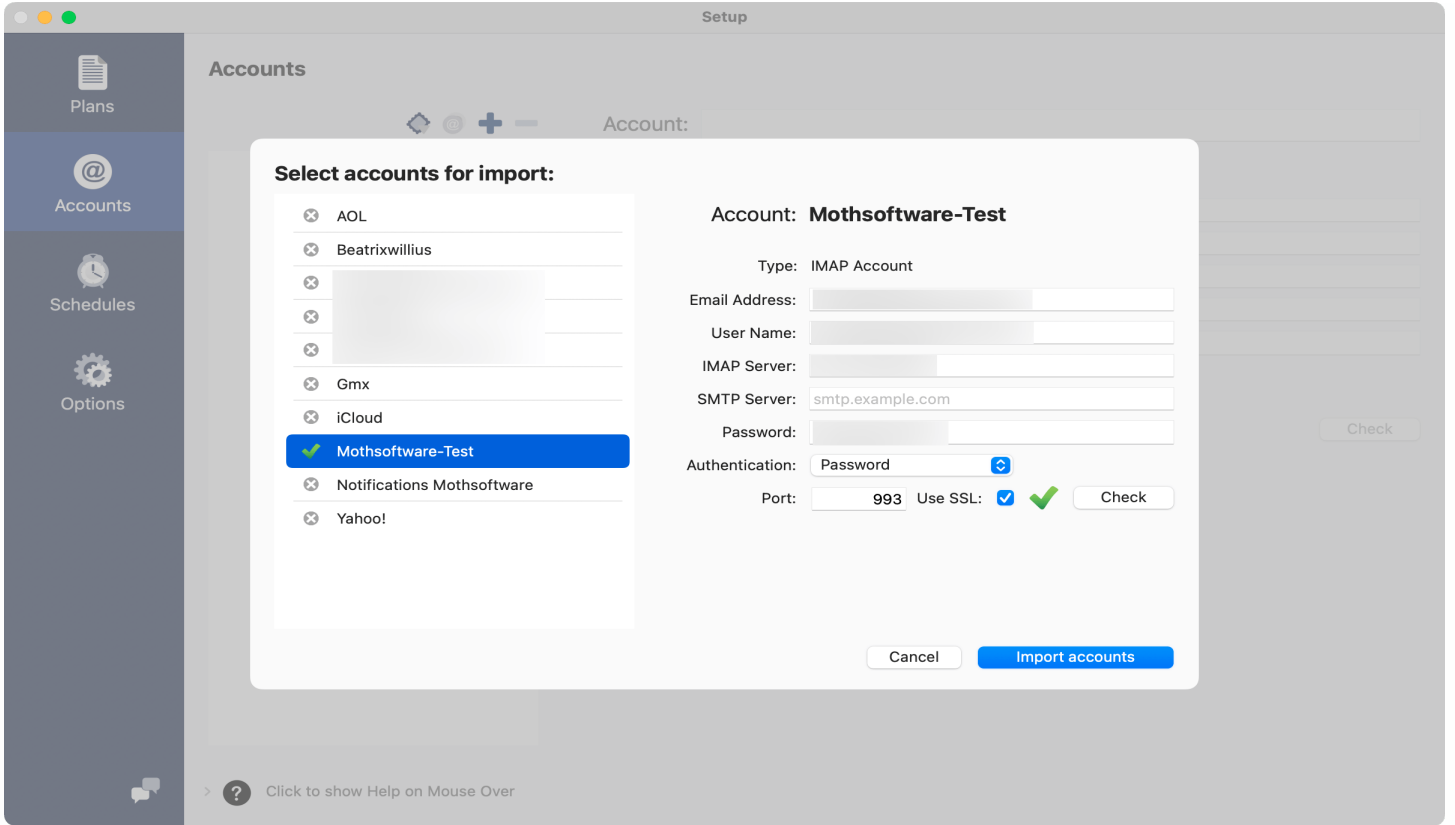 Setup
Plans
Accounts
Schedules
Options
Accounts
Account:
Select accounts for import:
AOL
Beatrixwillius
Gmx
iCloud
Mothsoftware-Test
Notifications Mothsoftware
Yahoo!
Account: Mothsoftware-Test
Type: IMAP Account
Email Address:
User Name:
IMAP Server:
SMTP Server: smtp.example.com
Password:
Authentication: Password
Port: 993 Use SSL: Check
Cancel Import accounts
Check
? Click to show Help on Mouse Over